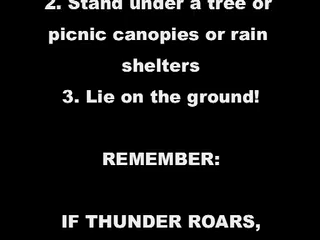 2. Stand under a tree or
picnic canopies or rain
shelters
3. Lie on the ground!
REMEMBER:
IF THUNDER ROARS,